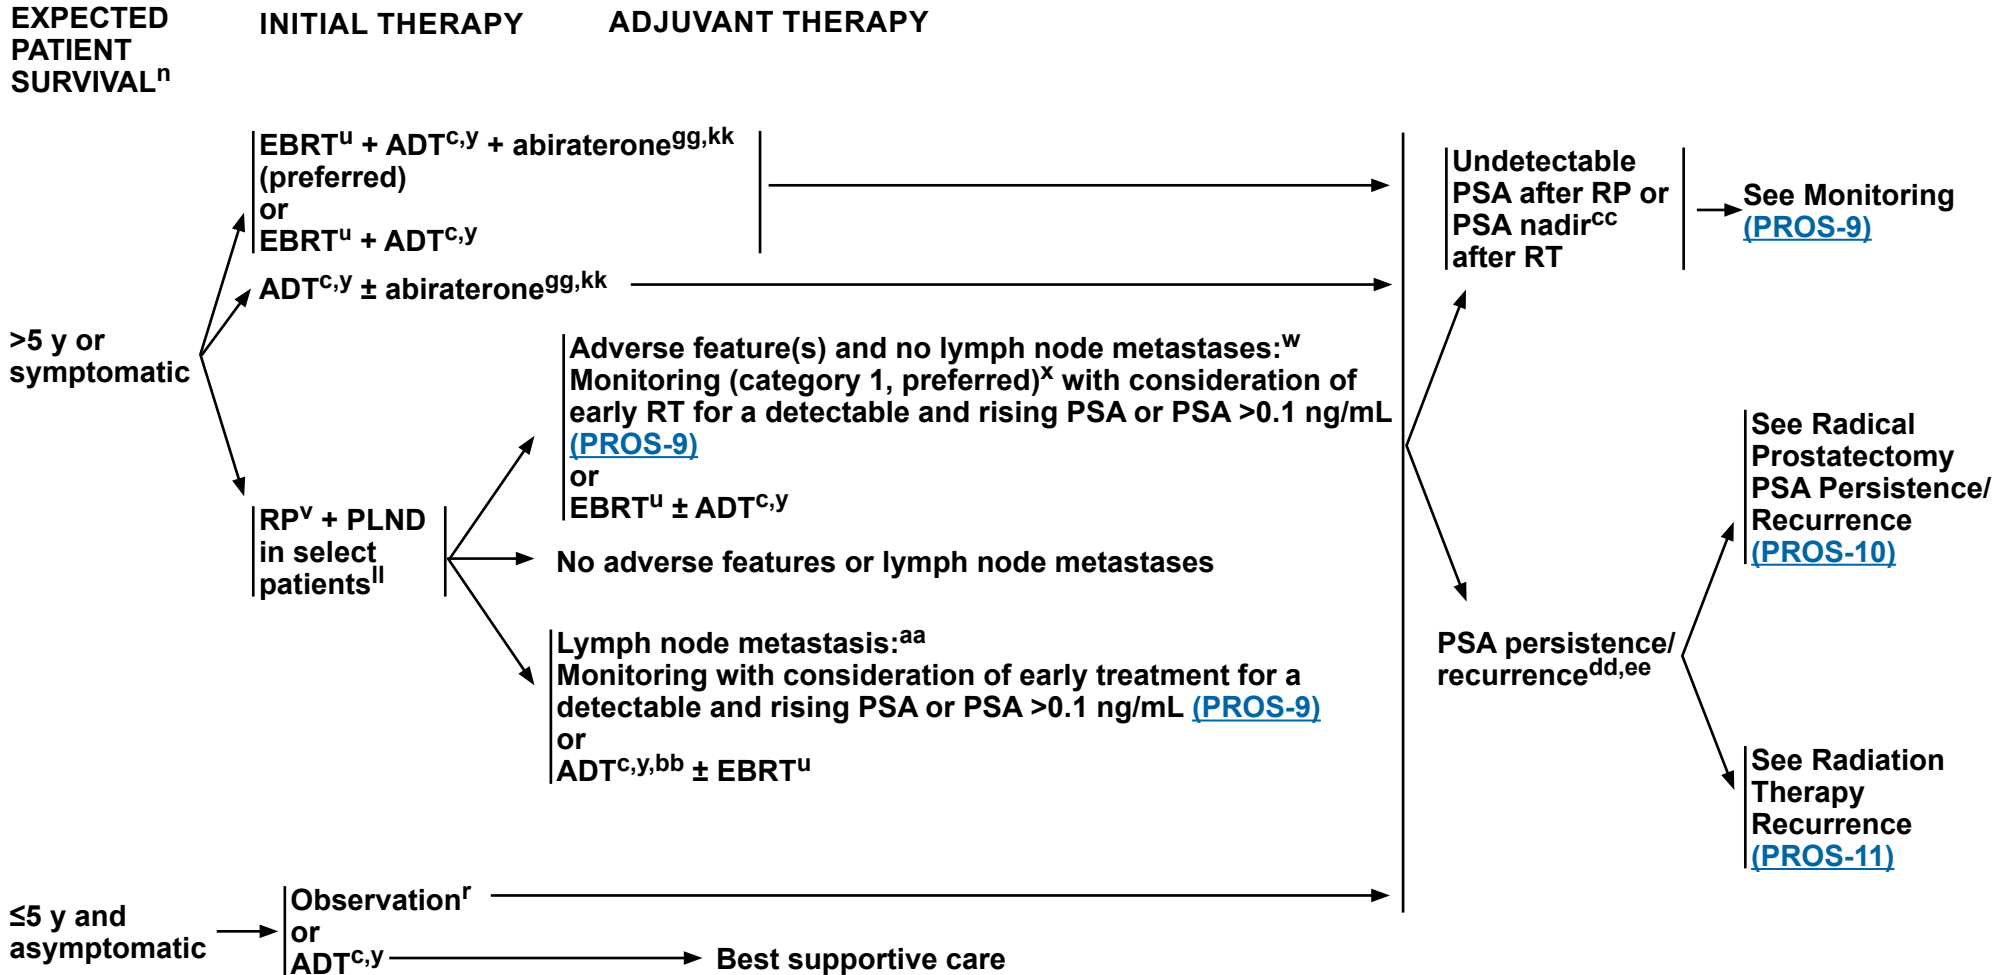 EXPECTED
PATIENT
SURVIVALⁿ
INITIAL THERAPY
ADJUVANT THERAPY
>5 y or
symptomatic
EBRTᵘ + ADTᶜ,ʸ + abirateroneᵍᵍ,ᵏᵏ
(preferred)
or
EBRTᵘ + ADTᶜ,ʸ
ADTᶜ,ʸ ± abirateroneᵍᵍ,ᵏᵏ
RPᵛ + PLND
in select
patientsˡˡ
Adverse feature(s) and no lymph node metastases:ʷ
Monitoring (category 1, preferred)ˣ with consideration of
early RT for a detectable and rising PSA or PSA >0.1 ng/mL
(PROS-9)
or
EBRTᵘ ± ADTᶜ,ʸ
No adverse features or lymph node metastases
Lymph node metastasis:ᵃᵃ
Monitoring with consideration of early treatment for a
detectable and rising PSA or PSA >0.1 ng/mL (PROS-9)
or
ADTᶜ,ʸ,ᵇᵇ ± EBRTᵘ
Undetectable
PSA after RP or
PSA nadirᶜᶜ
after RT
See Monitoring
(PROS-9)
PSA persistence/
recurrenceᵈᵈ,ᵉᵉ
See Radical
Prostatectomy
PSA Persistence/
Recurrence
(PROS-10)
See Radiation
Therapy
Recurrence
(PROS-11)
≤5 y and
asymptomatic
Observationʳ
or
ADTᶜ,ʸ
Best supportive care